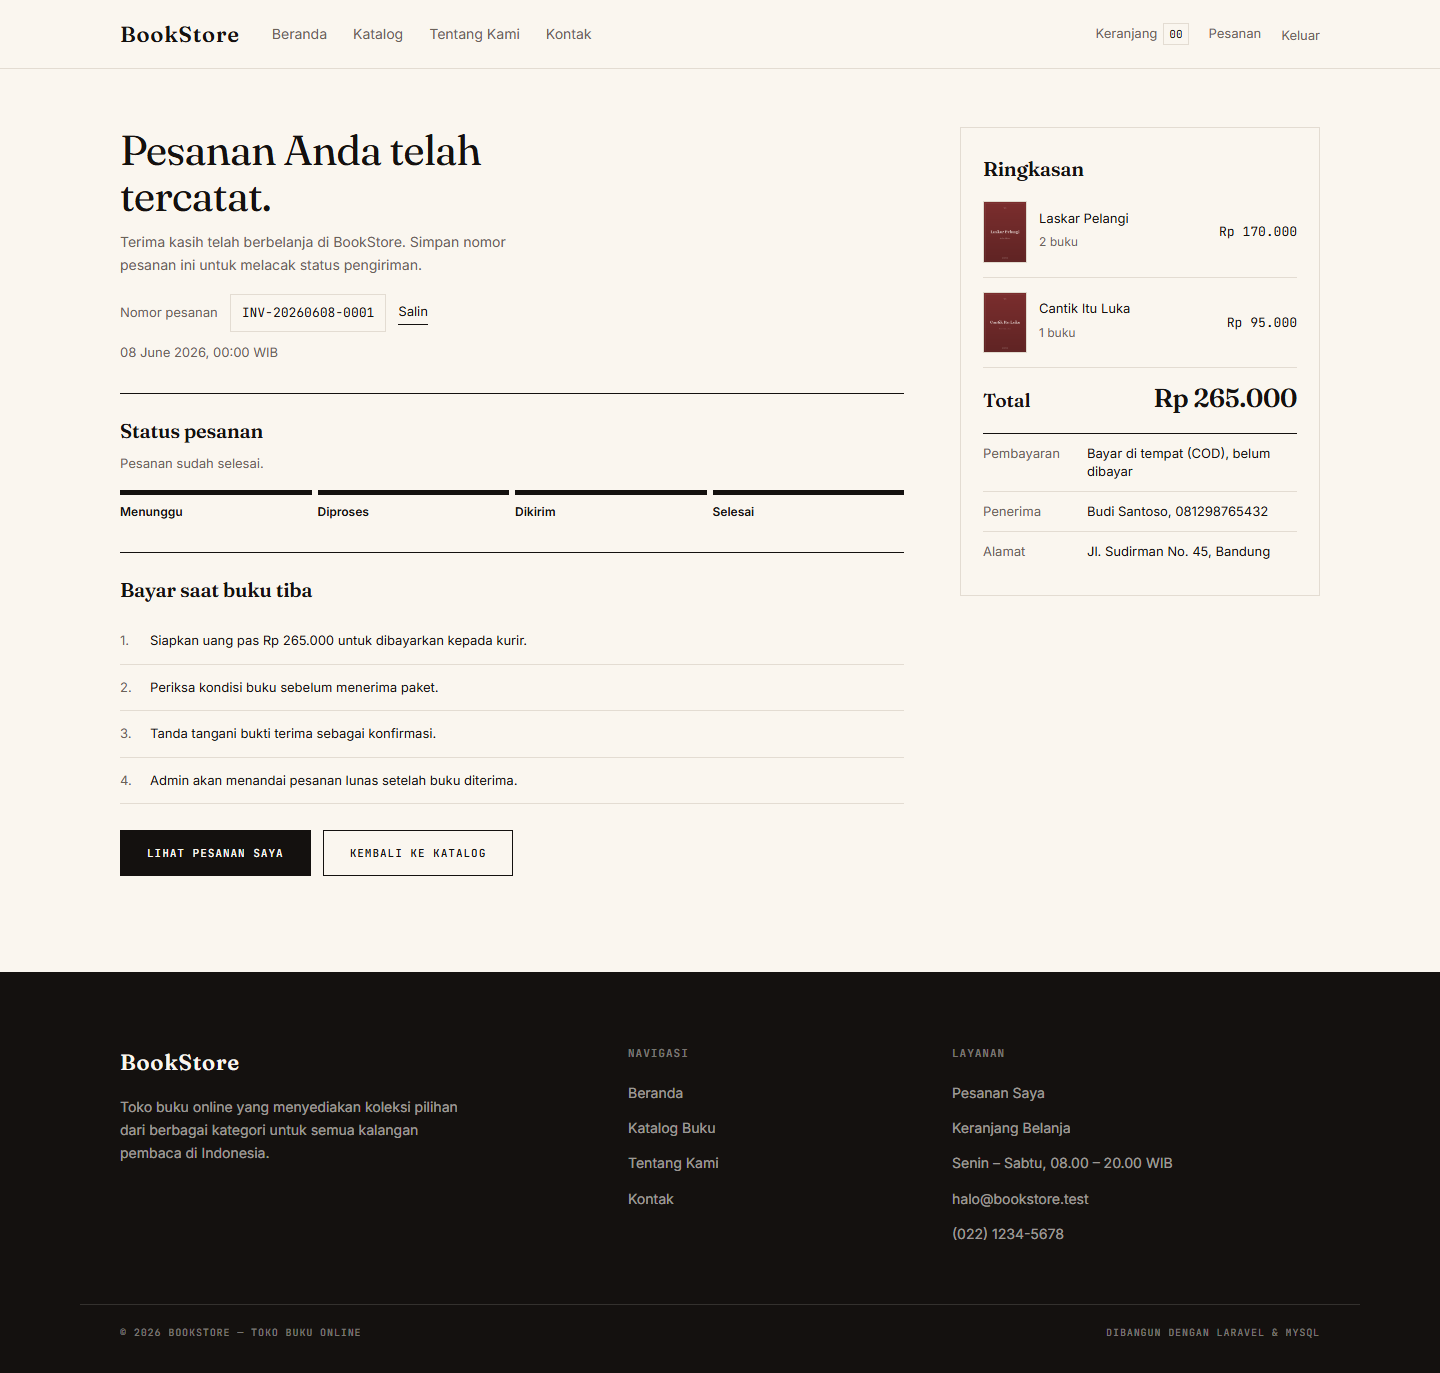 BookStore
Beranda
Katalog
Tentang Kami
Kontak
Keranjang 00
Pesanan
Keluar
Pesanan Anda telah
tercatat.
Terima kasih telah berbelanja di BookStore. Simpan nomor
pesanan ini untuk melacak status pengiriman.
Nomor pesanan INV-20260608-0001 Salin
08 June 2026, 00:00 WIB
Status pesanan
Pesanan sudah selesai.
Menunggu
Diproses
Dikirim
Selesai
Bayar saat buku tiba
1. Siapkan uang pas Rp 265.000 untuk dibayarkan kepada kurir.
2. Periksa kondisi buku sebelum menerima paket.
3. Tanda tangani bukti terima sebagai konfirmasi.
4. Admin akan menandai pesanan lunas setelah buku diterima.
LIHAT PESANAN SAYA
KEMBALI KE KATALOG
Ringkasan
Laskar Pelangi
Laskar Pelangi
2 buku
Rp 170.000
Cantik Itu Luka
Cantik Itu Luka
1 buku
Rp 95.000
Total Rp 265.000
Pembayaran Bayar di tempat (COD), belum
dibayar
Penerima Budi Santoso, 081298765432
Alamat Jl. Sudirman No. 45, Bandung
BookStore
Toko buku online yang menyediakan koleksi pilihan
dari berbagai kategori untuk semua kalangan
pembaca di Indonesia.
NAVIGASI
Beranda
Katalog Buku
Tentang Kami
Kontak
LAYANAN
Pesanan Saya
Keranjang Belanja
Senin – Sabtu, 08.00 – 20.00 WIB
halo@bookstore.test
(022) 1234-5678
© 2026 BOOKSTORE — TOKO BUKU ONLINE
DIBANGUN DENGAN LARAVEL & MYSQL